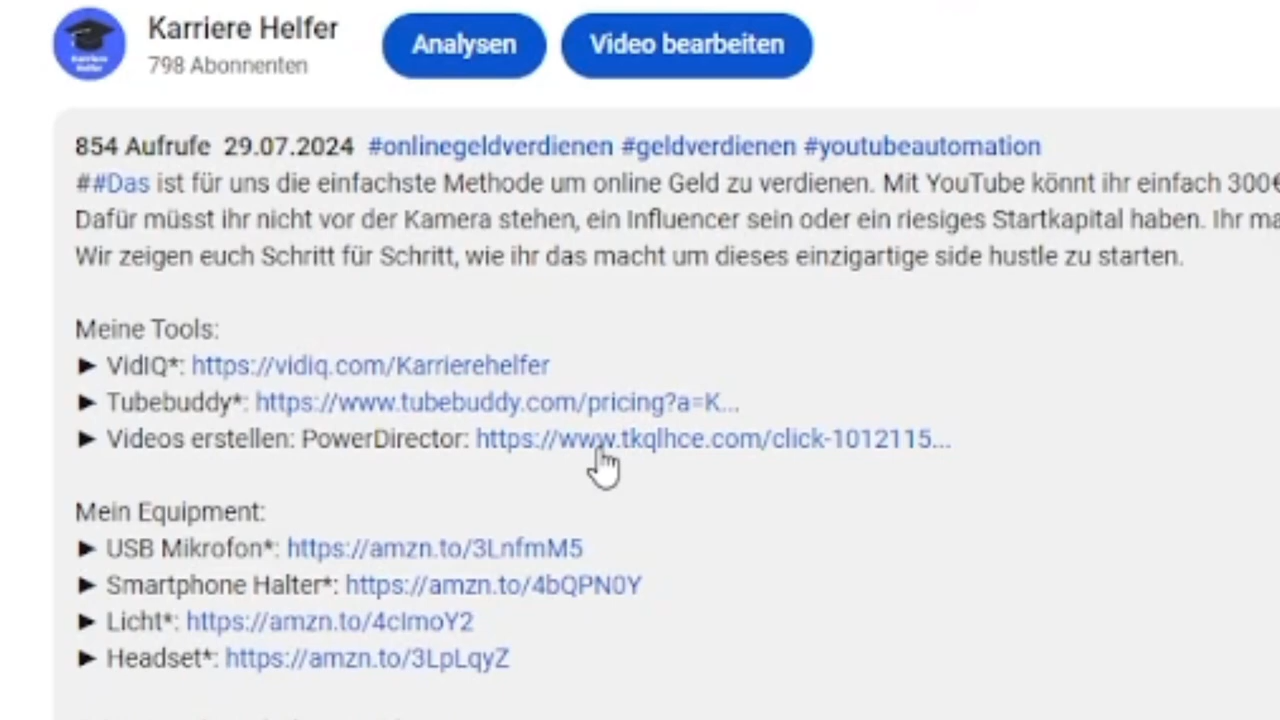 Karriere Helfer
798 Abonnenten
Analysen
Video bearbeiten
854 Aufrufe 29.07.2024 #onlinegeldverdienen #geldverdienen #youtubeautomation
##Das ist für uns die einfachste Methode um online Geld zu verdienen. Mit YouTube könnt ihr einfach 300€
Dafür müsst ihr nicht vor der Kamera stehen, ein Influencer sein oder ein riesiges Startkapital haben. Ihr ma
Wir zeigen euch Schritt für Schritt, wie ihr das macht um dieses einzigartige side hustle zu starten.
Meine Tools:
► VidIQ*: https://vidiq.com/Karrierehelfer
► Tubebuddy*: https://www.tubebuddy.com/pricing?a=K...
► Videos erstellen: PowerDirector: https://www.tkqlhce.com/click-1012115...
Mein Equipment:
► USB Mikrofon*: https://amzn.to/3LnfmM5
► Smartphone Halter*: https://amzn.to/4bQPN0Y
► Licht*: https://amzn.to/4cImoY2
► Headset*: https://amzn.to/3LpLqyZ